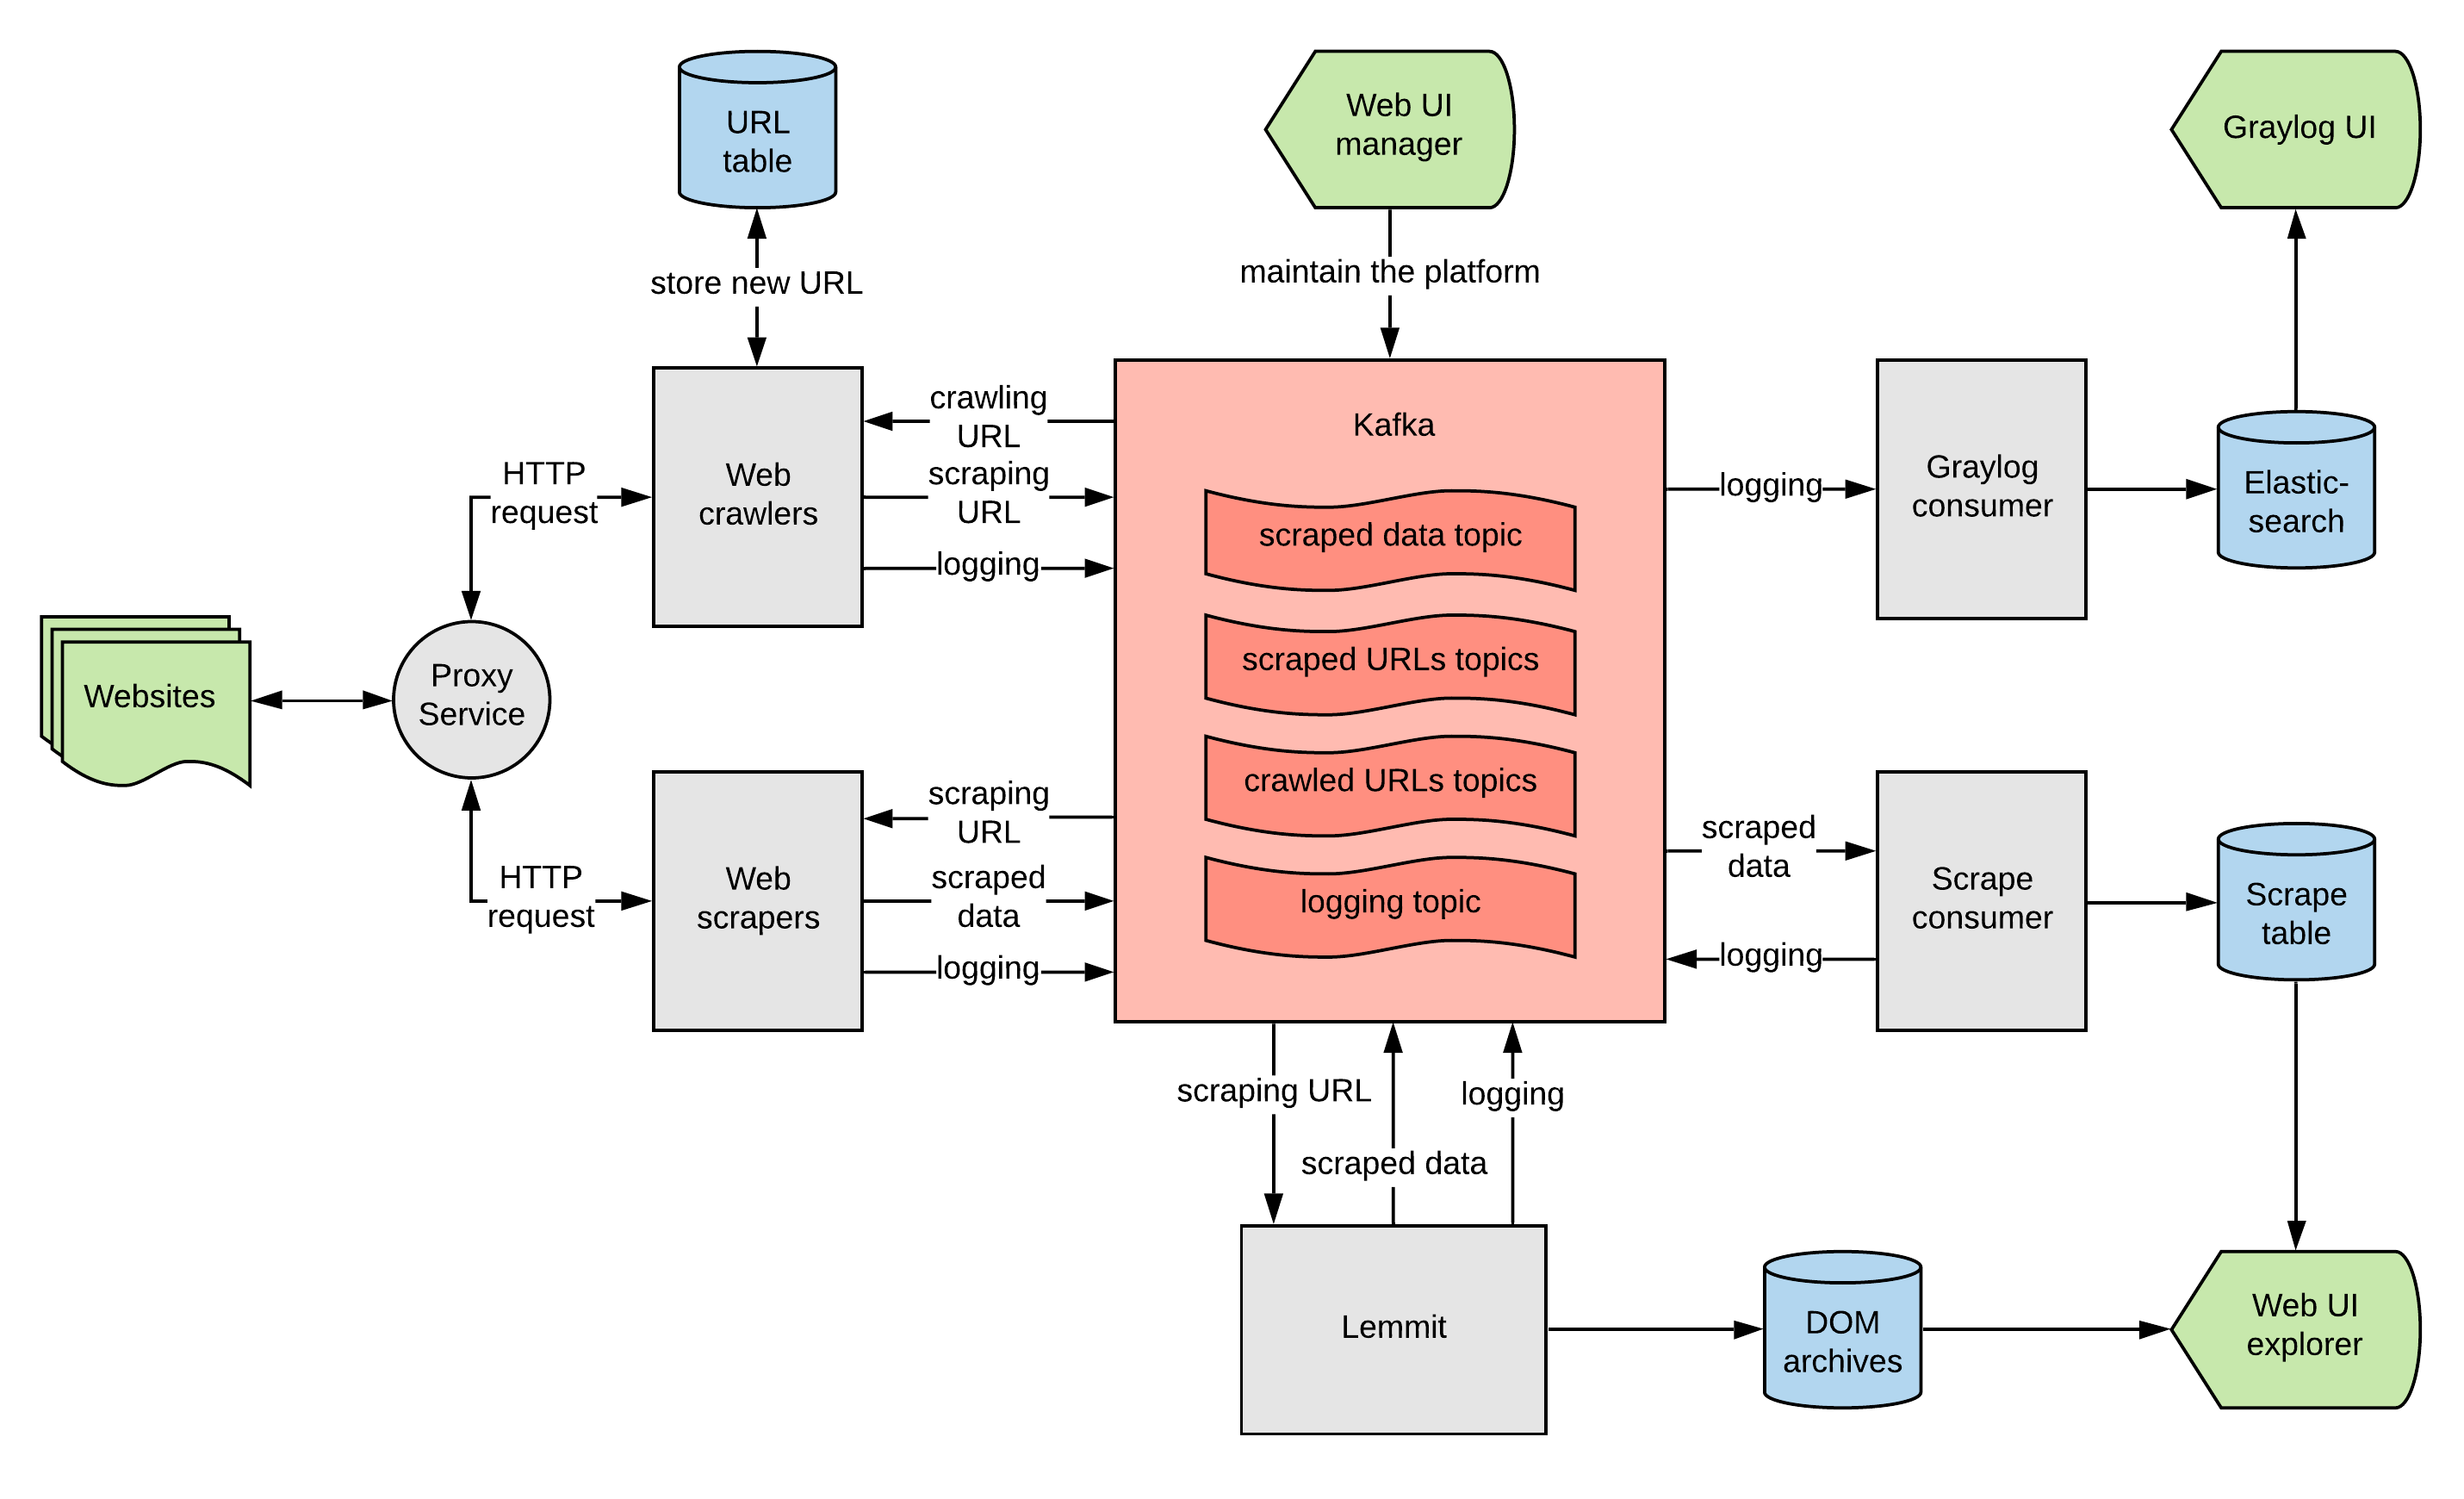 URL
table
Web UI
manager
Graylog UI
store new URL
maintain the platform
crawling
URL
scraping
URL
logging
HTTP
request
Web
crawlers
Kafka
scraped data topic
scraped URLs topics
crawled URLs topics
logging topic
logging
Graylog
consumer
Elastic-
search
Websites
Proxy
Service
HTTP
request
Web
scrapers
scraping
URL
scraped
data
logging
scraped
data
logging
Scrape
consumer
Scrape
table
scraping URL
logging
scraped data
Lemmit
DOM
archives
Web UI
explorer